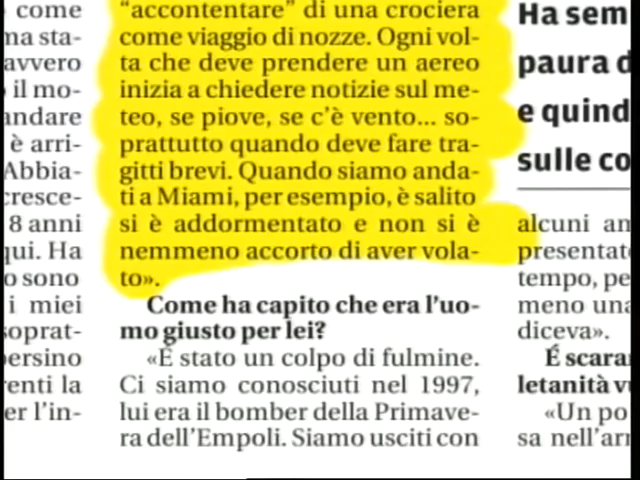 come
ma sta-
avvero
il mo-
andare
è arri-
Abbia-
cresce-
8 anni
qui. Ha
o sono
i miei
soprat-
persino
renti la
er l'in-
"accontentare" di una crociera
come viaggio di nozze. Ogni vol-
ta che deve prendere un aereo
inizia a chiedere notizie sul me-
teo, se piove, se c'è vento... so-
prattutto quando deve fare tra-
gitti brevi. Quando siamo anda-
ti a Miami, per esempio, è salito
si è addormentato e non si è
nemmeno accorto di aver vola-
to».
Come ha capito che era l'uo-
mo giusto per lei?
«È stato un colpo di fulmine.
Ci siamo conosciuti nel 1997,
lui era il bomber della Primave-
ra dell'Empoli. Siamo usciti con
Ha sem
paura d
e quind
sulle co
alcuni an
presentat
tempo, pe
meno una
diceva».
É scara
letanità v
«Un po
sa nell'arr